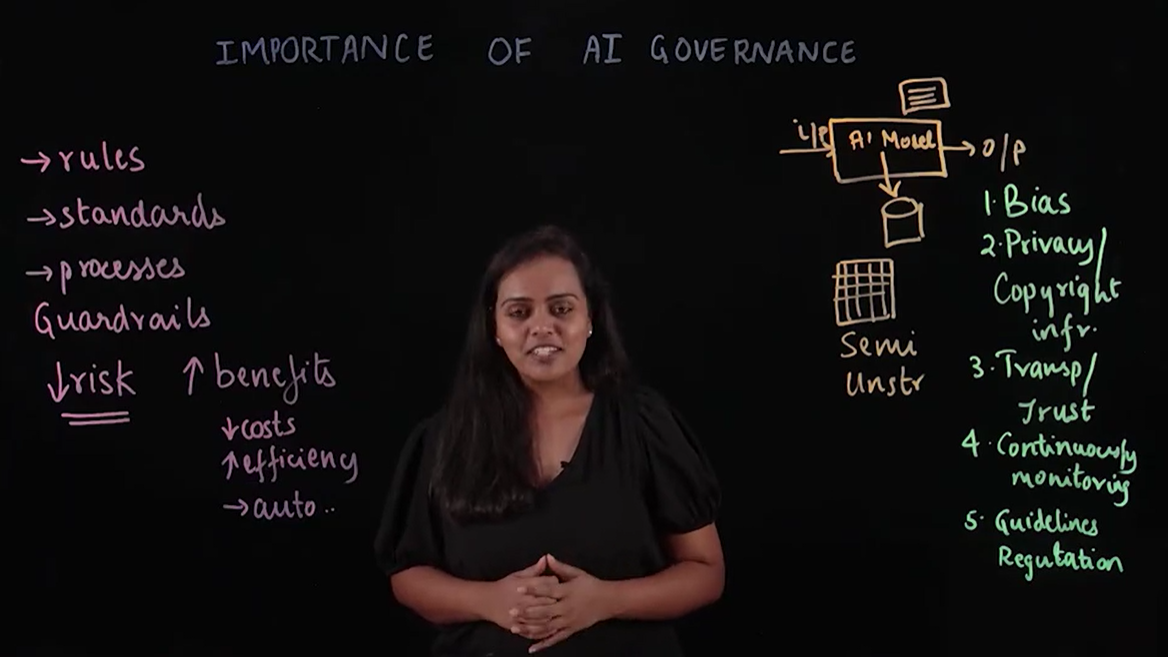 IMPORTANCE OF AI GOVERNANCE
→ rules
→ standards
→ processes
Guardrails
↓ risk ↑ benefits
↓ costs
↑ efficiency
→ auto..
i/p AI Model → O/P
Semi
Unstr
1. Bias
2. Privacy/
Copyright
infr.
3. Transp/
Trust
4. Continuously
monitoring
5. Guidelines
Regulation